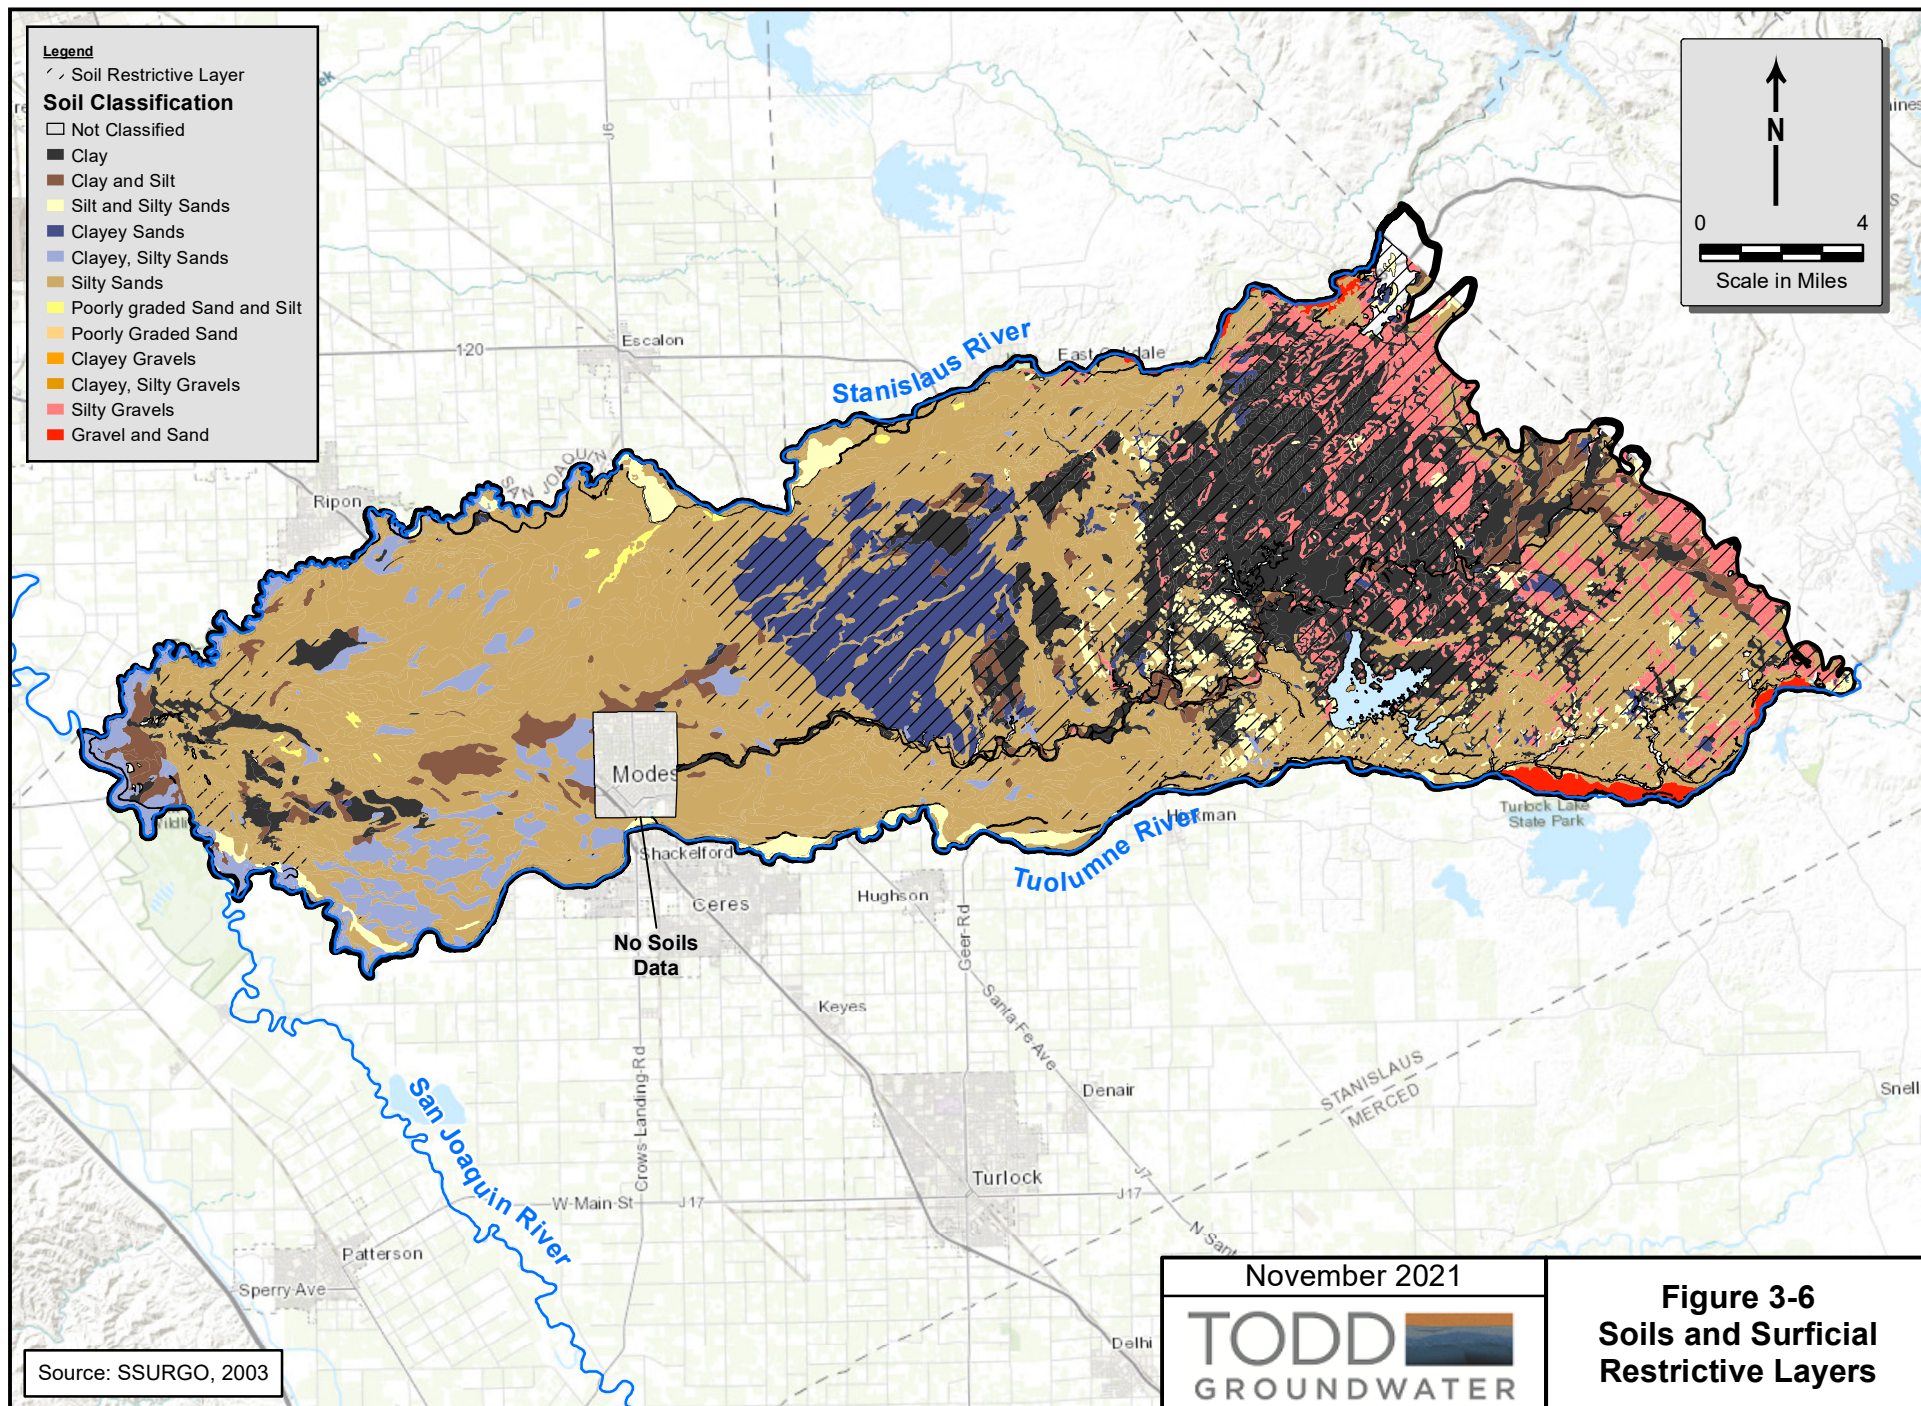 Legend
Soil Restrictive Layer
Soil Classification
Not Classified
Clay
Clay and Silt
Silt and Silty Sands
Clayey Sands
Clayey, Silty Sands
Silty Sands
Poorly graded Sand and Silt
Poorly Graded Sand
Clayey Gravels
Clayey, Silty Gravels
Silty Gravels
Gravel and Sand
N
0 4
Scale in Miles
J6
120
Escalon
Stanislaus River
East
SAN JOAQUIN
Ripon
Modes
Shackelford
Ceres
No Soils
Data
Hughson
Geer-Rd
Tuolumne River
Turlock Lake
State Park
Keyes
Santa-Fe Ave
Denair
STANISLAUS
MERCED
Snell
San Joaquin River
Crows-Landing-Rd
Turlock
W-Main-St
J17
J17
J7
N-Sant
Patterson
Sperry Ave
Delhi
Source: SSURGO, 2003
November 2021
TODD
GROUNDWATER
Figure 3-6
Soils and Surficial
Restrictive Layers